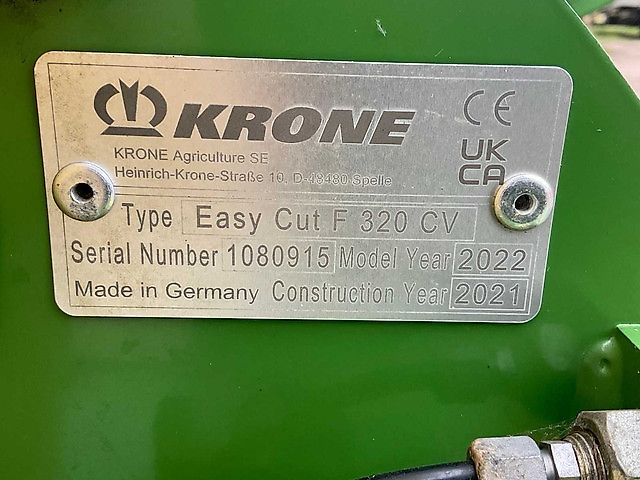 KRONE
CE
UK
CA
KRONE Agriculture SE
Heinrich-Krone-Straße 10, D-48480 Spelle
Type Easy Cut F 320 CV
Serial Number 1080915 Model Year 2022
Made in Germany Construction Year 2021